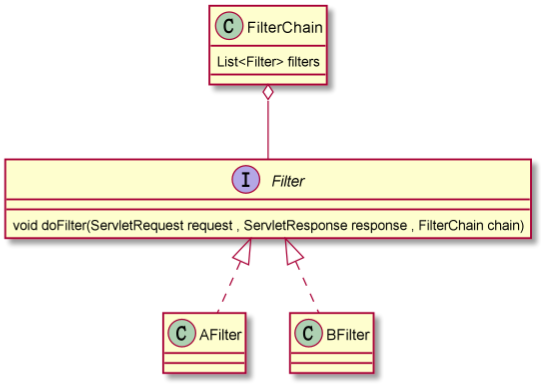 C FilterChain
List<Filter> filters
I Filter
void doFilter(ServletRequest request , ServletResponse response , FilterChain chain)
C AFilter
C BFilter